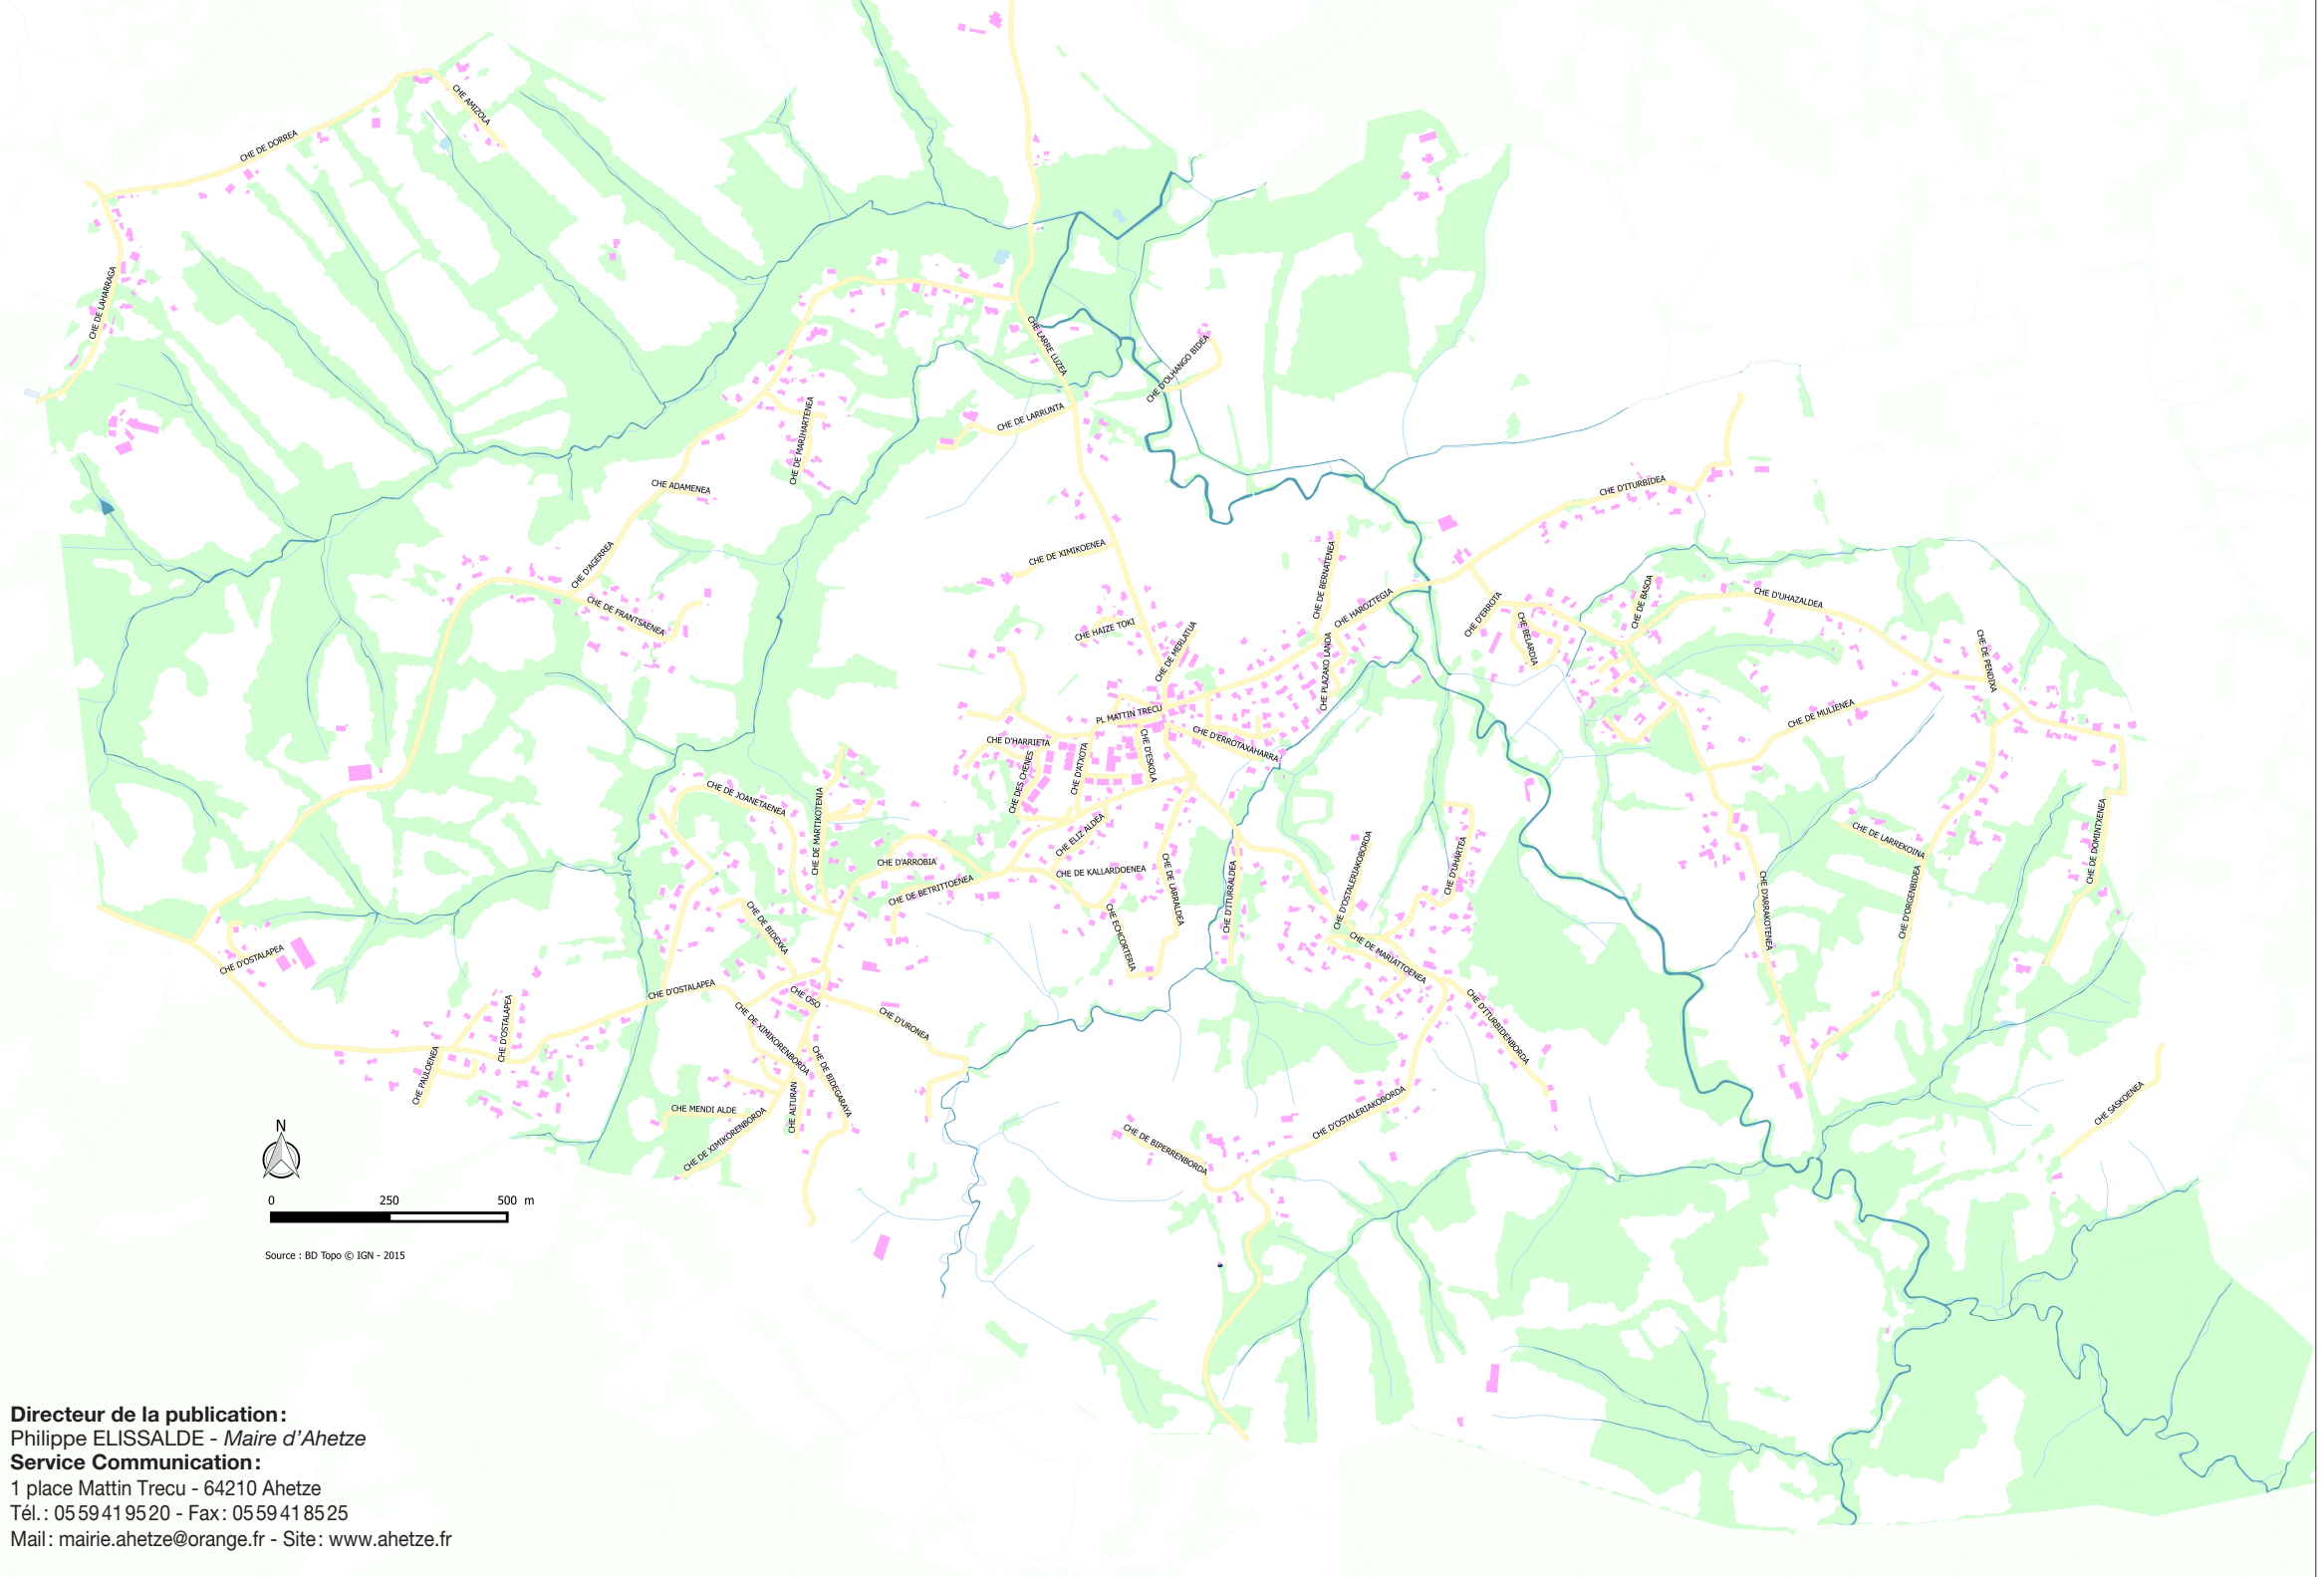 CHE AMIZOLA
CHE DE DORREA
CHE DE LAHARRAGA
CHE LARRE LUZEA
CHE D'OLHANGO BIDEA
CHE DE LARRUNTA
CHE DE MARIHARTENEA
CHE ADAMENEA
CHE D'ITURBIDEA
CHE D'AGERREA
CHE DE XIMIKOENEA
CHE DE BERNATENEA
CHE DE FRANTSAENEA
CHE HAROZTEGIA
CHE D'ERROTA
CHE DE BASOA
CHE D'UHAZALDEA
CHE HAIZE TOKI
CHE DE MERLATUA
CHE BELARDIA
CHE PLAZAKO LANDA
CHE DE PENDIXA
PL MATTIN TRECU
CHE DE MULIENEA
CHE D'HARRIETA
CHE D'ERROTAXAHARRA
CHE D'ESKOLA
CHE D'ATXOTA
CHE DES CHENES
CHE DE JOANETAENEA
CHE DE MARTIKOTENIA
CHE ELIZ ALDEA
CHE DE LARREKOINA
CHE DE DOMINTXENEA
CHE D'ARROBIA
CHE DE KALLARDOENEA
CHE DE BETRITTOENEA
CHE DE LARRALDEA
CHE D'ITURRALDEA
CHE D'OSTALERIAKOBORDA
CHE D'UHARTEA
CHE D'ARRAKOTENEA
CHE D'ORGENBIDEA
CHE DE BIDEXKA
CHE ECHCORTERIA
CHE DE MARIATTOENEA
CHE D'OSTALAPEA
CHE D'OSTALAPEA
CHE OSO
CHE D'URONEA
CHE D'OSTALAPEA
CHE DE XIMIKORENBORDA
CHE D'ITURBIDENBORDA
CHE PAULOENEA
CHE DE BIDEGARAYA
CHE ALTURAN
CHE MENDI ALDE
CHE DE XIMIKORENBORDA
CHE D'OSTALERIAKOBORDA
CHE DE BIPERRENBORDA
CHE SASKOENEA
N
0 250 500 m
Source : BD Topo © IGN - 2015
Directeur de la publication :
Philippe ELISSALDE - Maire d'Ahetze
Service Communication :
1 place Mattin Trecu - 64210 Ahetze
Tél. : 05 59 41 95 20 - Fax : 05 59 41 85 25
Mail : mairie.ahetze@orange.fr - Site : www.ahetze.fr